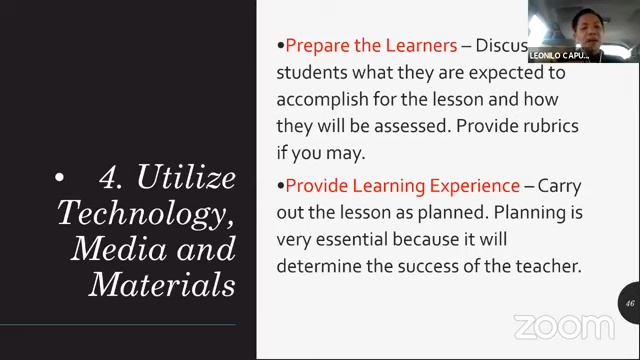 • 4. Utilize
Technology,
Media and
Materials
•Prepare the Learners – Discus
students what they are expected to
accomplish for the lesson and how
they will be assessed. Provide rubrics
if you may.
•Provide Learning Experience – Carry
out the lesson as planned. Planning is
very essential because it will
determine the success of the teacher.
LEONILO CAPU...
46
zoom